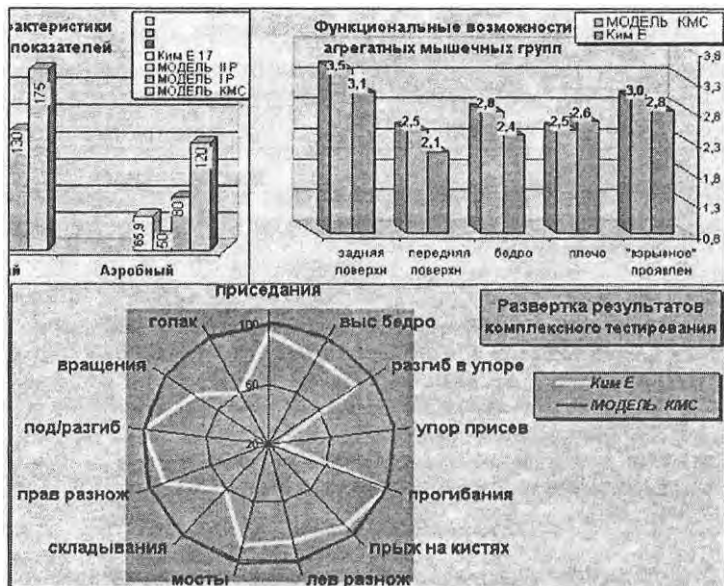 актеристики
показателей
Ким Е 17
МОДЕЛЬ II Р
МОДЕЛЬ I Р
МОДЕЛЬ КМС
130
175
65,9
50
80
120
ый
Аэробный
Функциональные возможности
агрегатных мышечных групп
МОДЕЛЬ КМС
Ким Е
3,5
3,1
2,5
2,1
2,8
2,4
2,5
2,6
3,0
2,8
3,8
3,3
2,8
2,3
1,8
1,3
0,8
задняя
поверхн
передняя
поверхн
бедро
плечо
"взрывное"
проявлен
Развертка результатов
комплексного тестирования
Ким Е
МОДЕЛЬ КМС
приседания
выс бедро
разгиб в упоре
упор присев
прогибания
прыж на кистях
лев разнож
мосты
складывания
прав разнож
под/разгиб
вращения
гопак
100
60
20